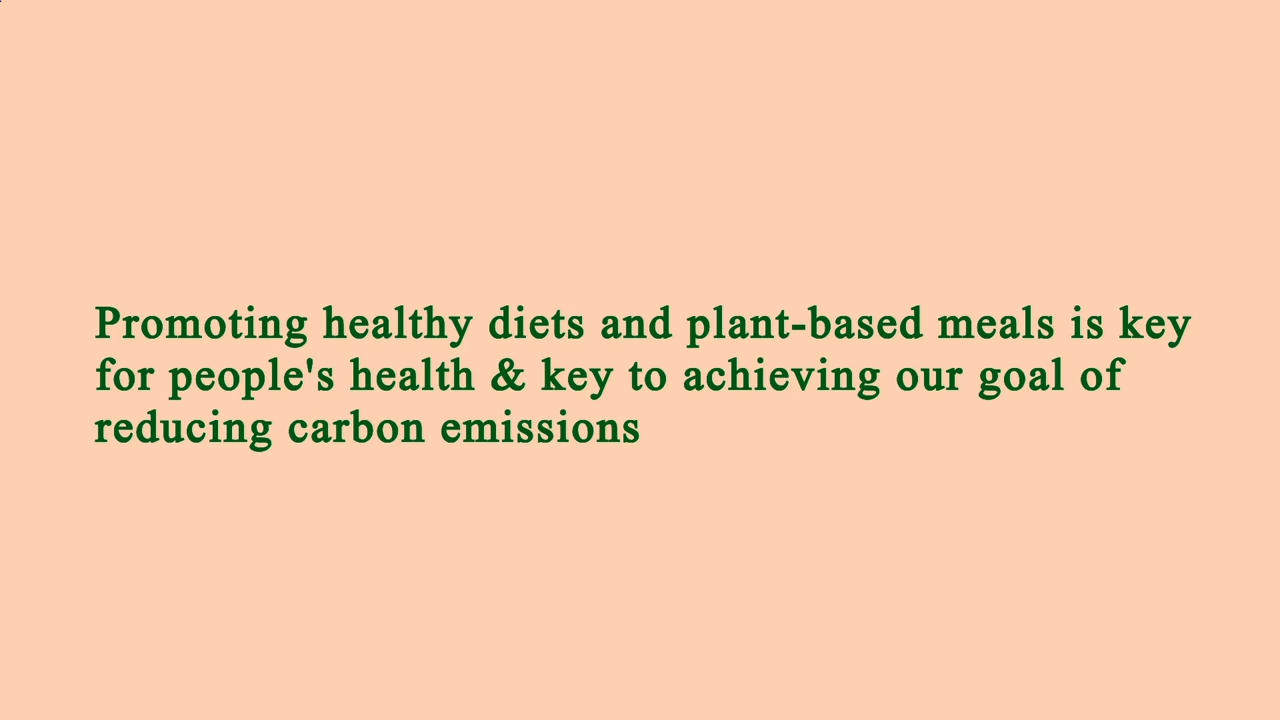 Promoting healthy diets and plant-based meals is key
for people's health & key to achieving our goal of
reducing carbon emissions